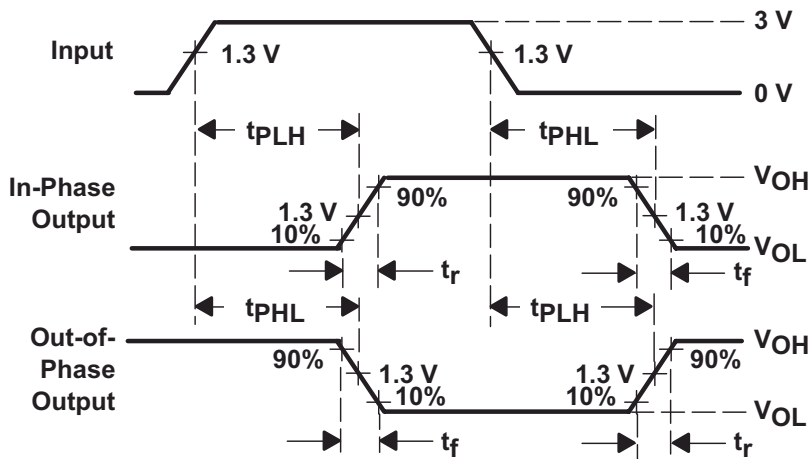 Input
1.3 V
1.3 V
3 V
0 V
tPLH
tPHL
In-Phase
Output
1.3 V
10%
90%
90%
1.3 V
10%
VOH
VOL
tr
tf
tPHL
tPLH
Out-of-
Phase
Output
90%
1.3 V
10%
1.3 V
10%
90%
VOH
VOL
tf
tr